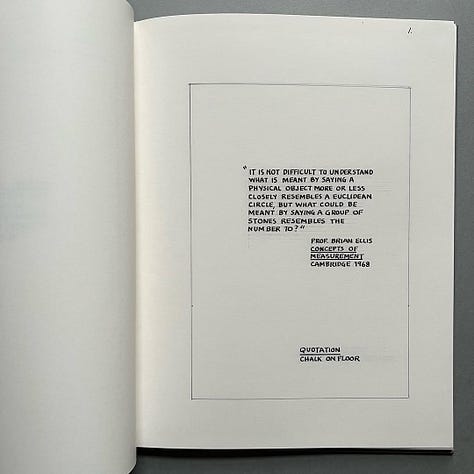 1.
"IT IS NOT DIFFICULT TO UNDERSTAND
WHAT IS MEANT BY SAYING A
PHYSICAL OBJECT MORE OR LESS
CLOSELY RESEMBLES A EUCLIDEAN
CIRCLE, BUT WHAT COULD BE
MEANT BY SAYING A GROUP OF
STONES RESEMBLES THE
NUMBER 70?"
PROF. BRIAN ELLIS
CONCEPTS OF
MEASUREMENT
CAMBRIDGE 1968
QUOTATION
CHALK ON FLOOR